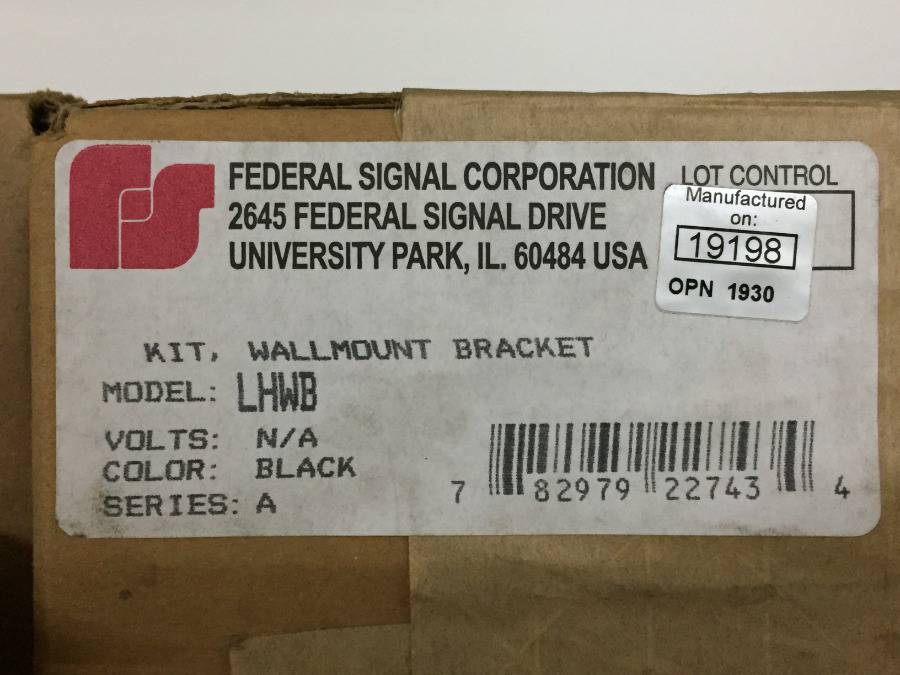 FEDERAL SIGNAL CORPORATION
2645 FEDERAL SIGNAL DRIVE
UNIVERSITY PARK, IL. 60484 USA
LOT CONTROL
Manufactured
on:
19198
OPN 1930
KIT, WALLMOUNT BRACKET
MODEL: LHWB
VOLTS: N/A
COLOR: BLACK
SERIES: A
7 82979 22743 4